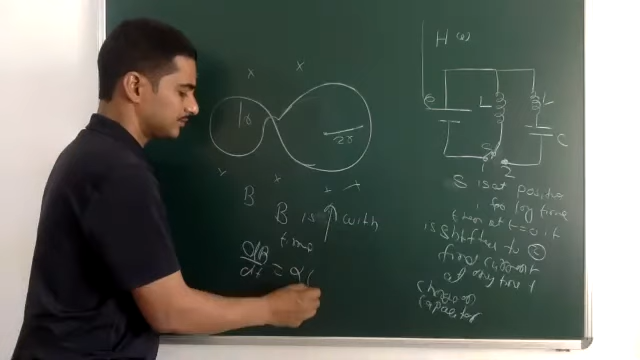 x x
1r
2r
x x
B
B is ↑ with
time
dB/dt = α
H ω
e L L
C
S
1 2
S is at position
1 for long time
then at t=0 it
is shifted to 2
find current
at any time t
charge on
capacitor